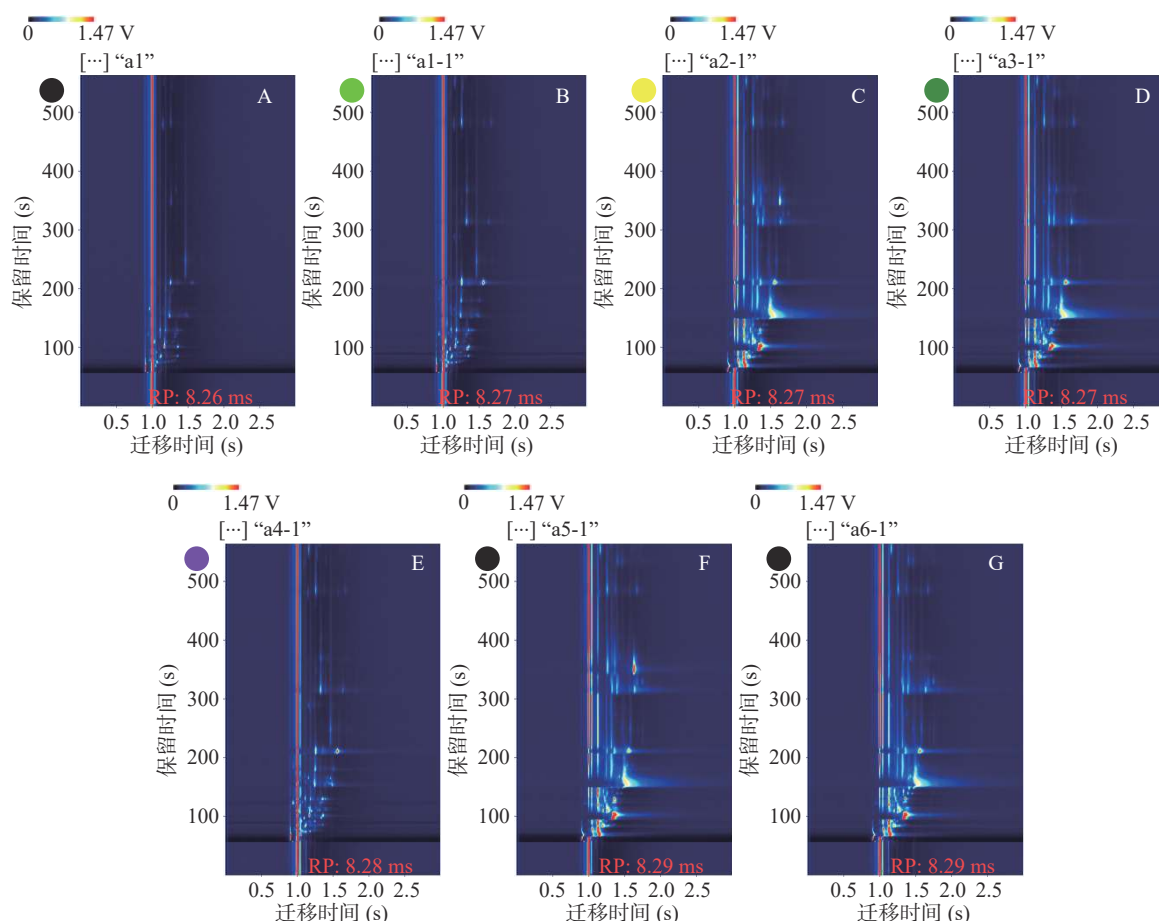 0 1.47 V
[···] “a1”
A
500
400
300
200
100
保留时间 (s)
RP: 8.26 ms
0.5 1.0 1.5 2.0 2.5
迁移时间 (s)
0 1.47 V
[···] “a1-1”
B
500
400
300
200
100
保留时间 (s)
RP: 8.27 ms
0.5 1.0 1.5 2.0 2.5
迁移时间 (s)
0 1.47 V
[···] “a2-1”
C
500
400
300
200
100
保留时间 (s)
RP: 8.27 ms
0.5 1.0 1.5 2.0 2.5
迁移时间 (s)
0 1.47 V
[···] “a3-1”
D
500
400
300
200
100
保留时间 (s)
RP: 8.27 ms
0.5 1.0 1.5 2.0 2.5
迁移时间 (s)
0 1.47 V
[···] “a4-1”
E
500
400
300
200
100
保留时间 (s)
RP: 8.28 ms
0.5 1.0 1.5 2.0 2.5
迁移时间 (s)
0 1.47 V
[···] “a5-1”
F
500
400
300
200
100
保留时间 (s)
RP: 8.29 ms
0.5 1.0 1.5 2.0 2.5
迁移时间 (s)
0 1.47 V
[···] “a6-1”
G
500
400
300
200
100
保留时间 (s)
RP: 8.29 ms
0.5 1.0 1.5 2.0 2.5
迁移时间 (s)